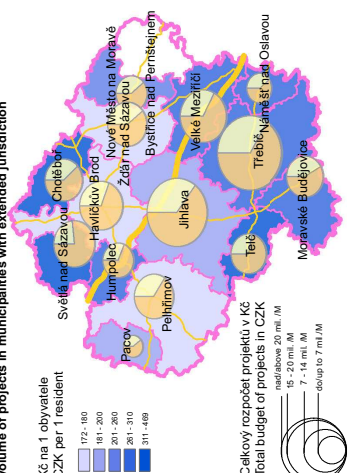 Volume of projects in municipalities with extended jurisdiction
Kč na 1 obyvatele
CZK per 1 resident
172 - 180
181 - 200
201 - 260
261 - 310
311 - 469
Celkový rozpočet projektů v Kč
Total budget of projects in CZK
nad/above 20 mil. /M
15 - 20 mil. /M
7 - 14 mil. /M
do/up to 7 mil./M
Pacov
Pelhřimov
Humpolec
Světlá nad Sázavou
Havlíčkův Brod
Chotěboř
Žďár nad Sázavou
Nové Město na Moravě
Bystřice nad Pernštejnem
Jihlava
Velké Meziříčí
Telč
Třebíč
Náměšť nad Oslavou
Moravské Budějovice